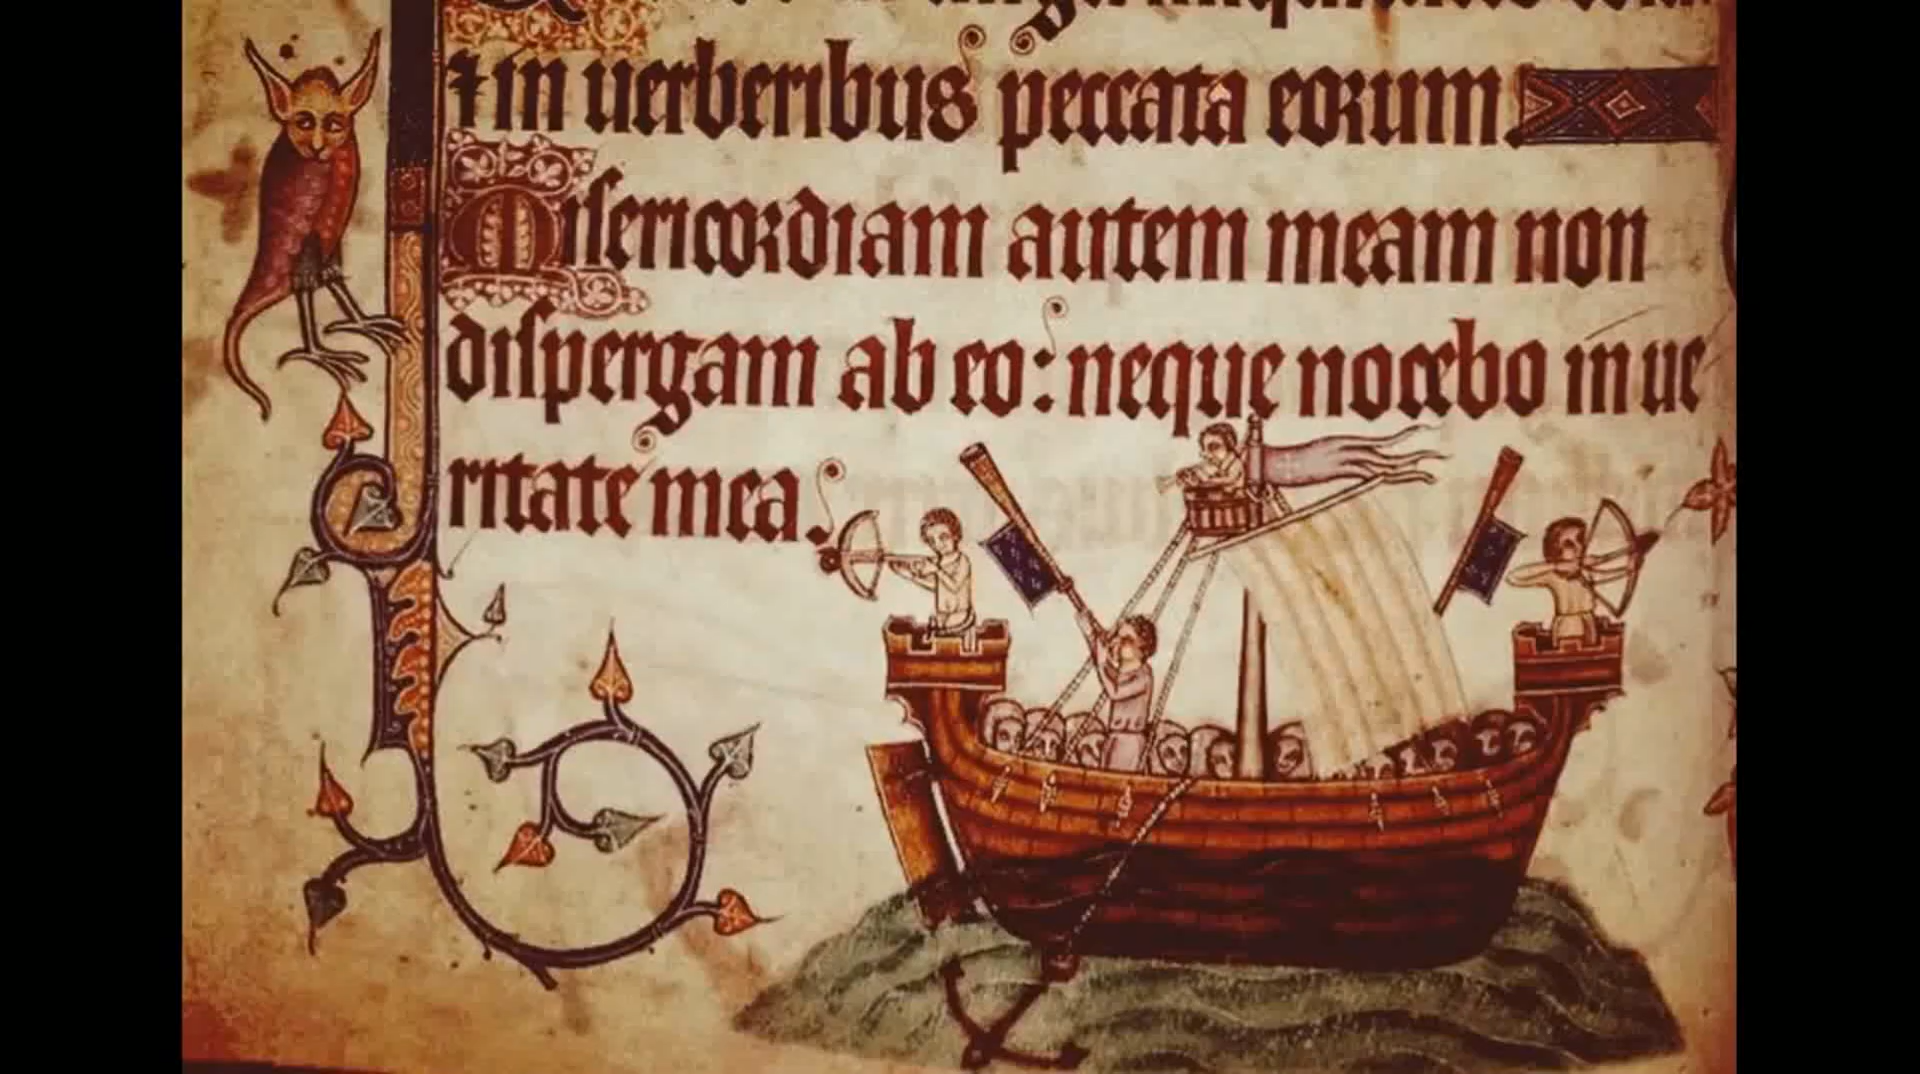 ⁊ in uerberibus peccata eorum.
Misericordiam autem meam non
dispergam ab eo: neque nocebo in ue
ritate mea.